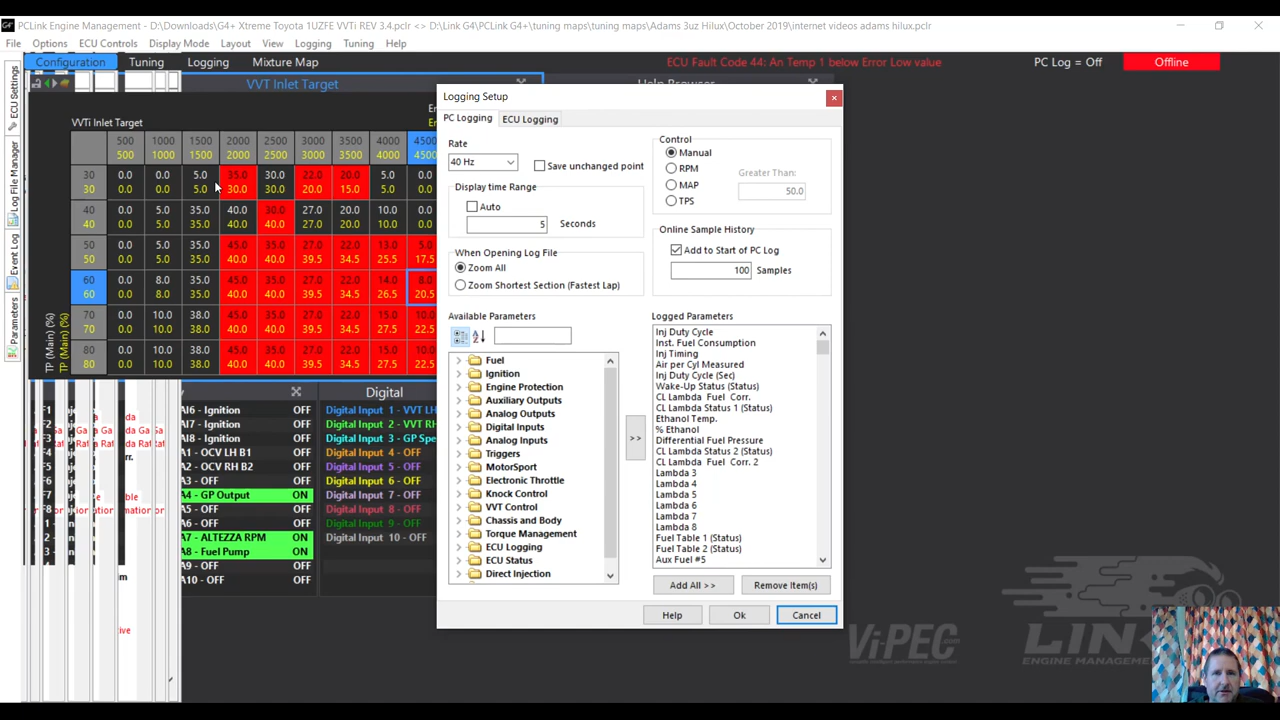 PCLink Engine Management - D:\Downloads\G4+ Xtreme Toyota 1UZFE VVTi REV 3.4.pclr <> D:\Link G4\PCLink G4+\tuning maps\tuning maps\Adams 3uz Hilux\October 2019\internet videos adams hilux.pclr
File Options ECU Controls Display Mode Layout View Logging Tuning Help
Configuration Tuning Logging Mixture Map ECU Fault Code 44: An Temp 1 below Error Low value PC Log = Off Offline
ECU Settings
Log File Manager
Event Log
Parameters
VVT Inlet Target
Help Browser
VVTi Inlet Target
500 1000 1500 2000 2500 3000 3500 4000 4500
500 1000 1500 2000 2500 3000 3500 4000 4500
30 0.0 0.0 5.0 35.0 30.0 22.0 20.0 5.0 0.0
30 0.0 0.0 5.0 30.0 30.0 20.0 15.0 5.0 0.0
40 0.0 5.0 35.0 40.0 30.0 27.0 20.0 10.0 0.0
40 0.0 5.0 35.0 40.0 40.0 27.0 20.0 10.0 0.0
50 0.0 5.0 35.0 45.0 35.0 27.0 22.0 13.0 5.0
50 0.0 5.0 35.0 40.0 40.0 39.5 34.5 25.5 17.5
60 0.0 8.0 35.0 45.0 35.0 27.0 22.0 14.0 8.0
60 0.0 8.0 35.0 40.0 40.0 39.5 34.5 26.5 20.5
70 0.0 10.0 38.0 45.0 35.0 27.0 22.0 15.0 10.0
70 0.0 10.0 38.0 40.0 40.0 39.5 34.5 27.5 22.5
80 0.0 10.0 38.0 45.0 35.0 27.0 22.0 15.0 10.0
80 0.0 10.0 38.0 40.0 40.0 39.5 34.5 27.5 22.5
TP (Main) (%)
TP (Main) (%)
Digital
AI6 - Ignition OFF
AI7 - Ignition OFF
AI8 - Ignition OFF
A1 - OCV LH B1 OFF
A2 - OCV RH B2 OFF
A3 - OFF OFF
A4 - GP Output ON
A5 - OFF OFF
A6 - OFF OFF
A7 - ALTEZZA RPM ON
A8 - Fuel Pump ON
A9 - OFF OFF
A10 - OFF OFF
Digital Input 1 - VVT LH
Digital Input 2 - VVT RH
Digital Input 3 - GP Spe
Digital Input 4 - OFF
Digital Input 5 - OFF
Digital Input 6 - OFF
Digital Input 7 - OFF
Digital Input 8 - OFF
Digital Input 9 - OFF
Digital Input 10 - OFF
Logging Setup
PC Logging ECU Logging
Rate
40 Hz
Save unchanged point
Display time Range
Auto
5 Seconds
When Opening Log File
Zoom All
Zoom Shortest Section (Fastest Lap)
Control
Manual
RPM Greater Than:
MAP 50.0
TPS
Online Sample History
Add to Start of PC Log
100 Samples
Available Parameters
Fuel
Ignition
Engine Protection
Auxiliary Outputs
Analog Outputs
Digital Inputs
Analog Inputs
Triggers
MotorSport
Electronic Throttle
Knock Control
VVT Control
Chassis and Body
Torque Management
ECU Logging
ECU Status
Direct Injection
>>
Logged Parameters
Inj Duty Cycle
Inst. Fuel Consumption
Inj Timing
Air per Cyl Measured
Inj Duty Cycle (Sec)
Wake-Up Status (Status)
CL Lambda Fuel Corr.
CL Lambda Status 1 (Status)
Ethanol Temp.
% Ethanol
Differential Fuel Pressure
CL Lambda Status 2 (Status)
CL Lambda Fuel Corr. 2
Lambda 3
Lambda 4
Lambda 5
Lambda 6
Lambda 7
Lambda 8
Fuel Table 1 (Status)
Fuel Table 2 (Status)
Aux Fuel #5
Add All >> Remove Item(s)
Help Ok Cancel
ViPEC
LINK
ENGINE MANAGEMENT